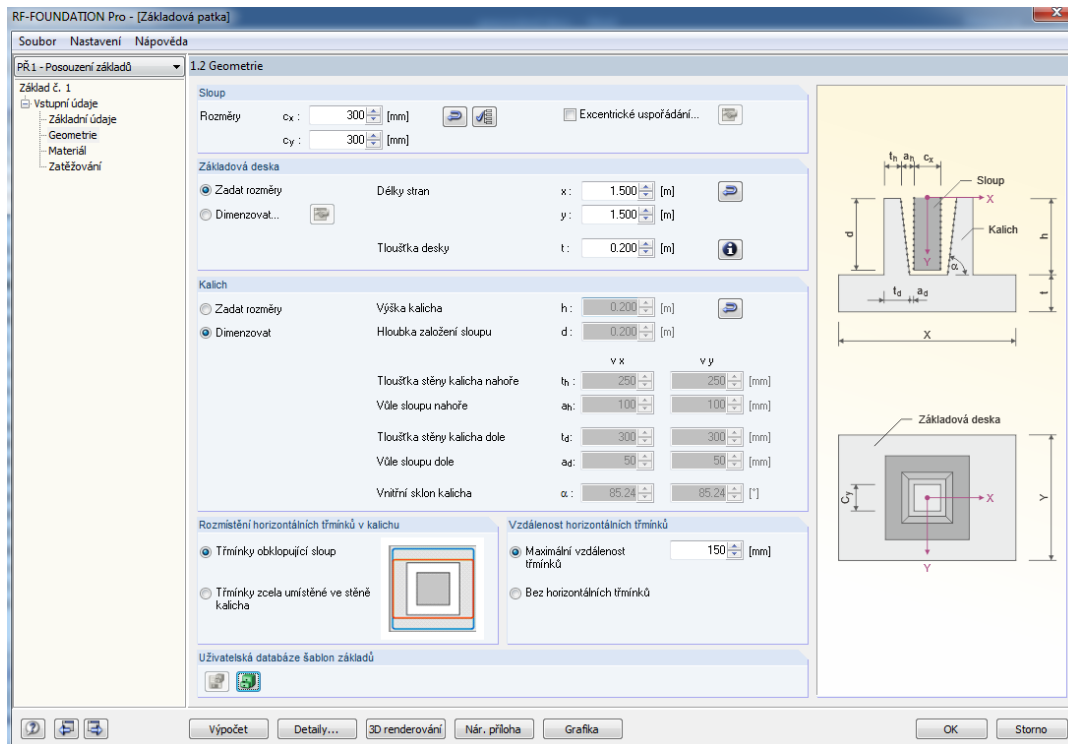 RF-FOUNDATION Pro - [Základová patka]
Soubor Nastavení Nápověda
PŘ1 - Posouzení základů
1.2 Geometrie
Základ č. 1
Vstupní údaje
Základní údaje
Geometrie
Materiál
Zatěžování
Sloup
Rozměry cx : 300 [mm] Excentrické uspořádání...
cy : 300 [mm]
Základová deska
Zadat rozměry Délky stran x : 1.500 [m]
Dimenzovat... y : 1.500 [m]
Tloušťka desky t : 0.200 [m]
Kalich
Zadat rozměry Výška kalicha h : 0.200 [m]
Dimenzovat Hloubka založení sloupu d : 0.200 [m]
v x v y
Tloušťka stěny kalicha nahoře th : 250 250 [mm]
Vůle sloupu nahoře ah: 100 100 [mm]
Tloušťka stěny kalicha dole td: 300 300 [mm]
Vůle sloupu dole ad: 50 50 [mm]
Vnitřní sklon kalicha α : 85.24 85.24 [°]
Rozmístění horizontálních třmínků v kalichu
Třmínky obklopující sloup
Třmínky zcela umístěné ve stěně
kalicha
Vzdálenost horizontálních třmínků
Maximální vzdálenost 150 [mm]
třmínků
Bez horizontálních třmínků
Uživatelská databáze šablon základů
th ah cx
Sloup
X
Kalich
d
h
Y
α
td ad
t
X
Základová deska
cy
X
Y
Y
Výpočet Detaily... 3D renderování Nár. příloha Grafika OK Storno